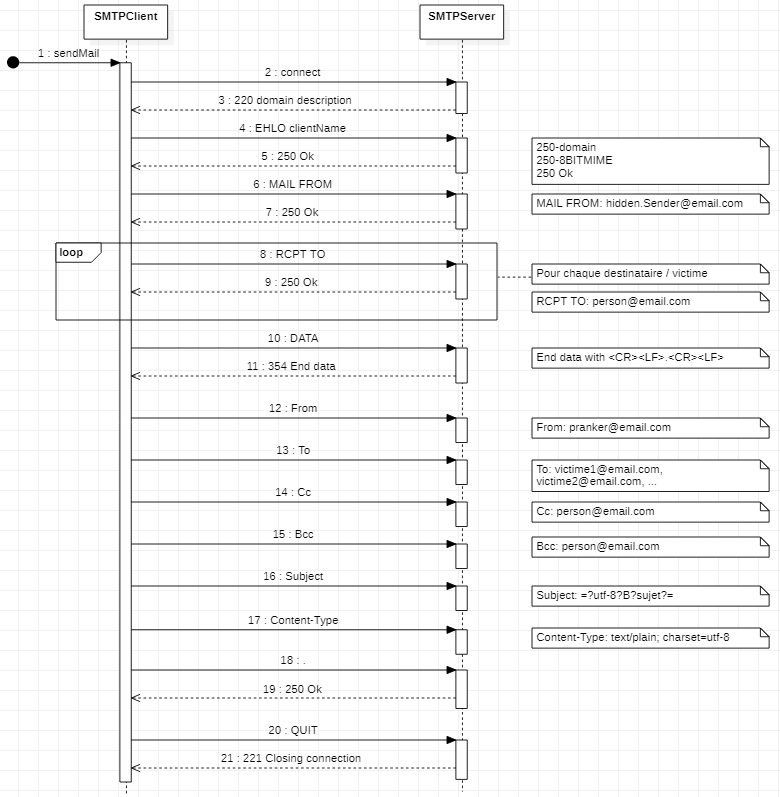 SMTPClient
SMTPServer
1 : sendMail
2 : connect
3 : 220 domain description
4 : EHLO clientName
5 : 250 Ok
250-domain
250-8BITMIME
250 Ok
6 : MAIL FROM
MAIL FROM: hidden.Sender@email.com
7 : 250 Ok
loop
8 : RCPT TO
Pour chaque destinataire / victime
9 : 250 Ok
RCPT TO: person@email.com
10 : DATA
End data with <CR><LF>.<CR><LF>
11 : 354 End data
12 : From
From: pranker@email.com
13 : To
To: victime1@email.com,
victime2@email.com, ...
14 : Cc
Cc: person@email.com
15 : Bcc
Bcc: person@email.com
16 : Subject
Subject: =?utf-8?B?sujet?=
17 : Content-Type
Content-Type: text/plain; charset=utf-8
18 : .
19 : 250 Ok
20 : QUIT
21 : 221 Closing connection